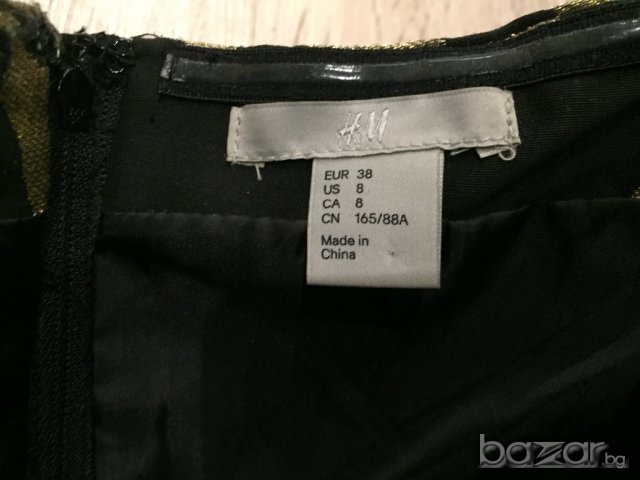 H&M
EUR 38
US 8
CA 8
CN 165/88A
Made in
China
bazar.bg